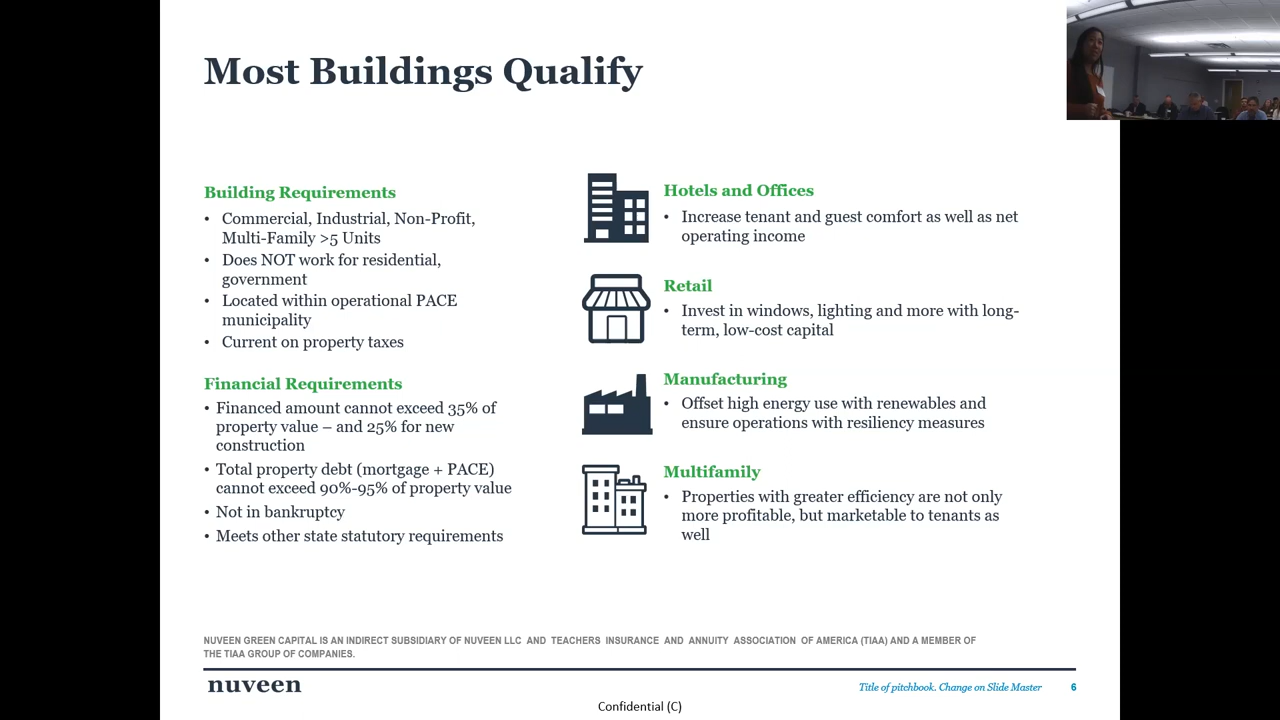 Most Buildings Qualify
Building Requirements
• Commercial, Industrial, Non-Profit,
Multi-Family >5 Units
• Does NOT work for residential,
government
• Located within operational PACE
municipality
• Current on property taxes
Financial Requirements
• Financed amount cannot exceed 35% of
property value – and 25% for new
construction
• Total property debt (mortgage + PACE)
cannot exceed 90%-95% of property value
• Not in bankruptcy
• Meets other state statutory requirements
Hotels and Offices
• Increase tenant and guest comfort as well as net
operating income
Retail
• Invest in windows, lighting and more with long-
term, low-cost capital
Manufacturing
• Offset high energy use with renewables and
ensure operations with resiliency measures
Multifamily
• Properties with greater efficiency are not only
more profitable, but marketable to tenants as
well
NUVEEN GREEN CAPITAL IS AN INDIRECT SUBSIDIARY OF NUVEEN LLC AND TEACHERS INSURANCE AND ANNUITY ASSOCIATION OF AMERICA (TIAA) AND A MEMBER OF
THE TIAA GROUP OF COMPANIES.
nuveen
Title of pitchbook. Change on Slide Master 6
Confidential (C)